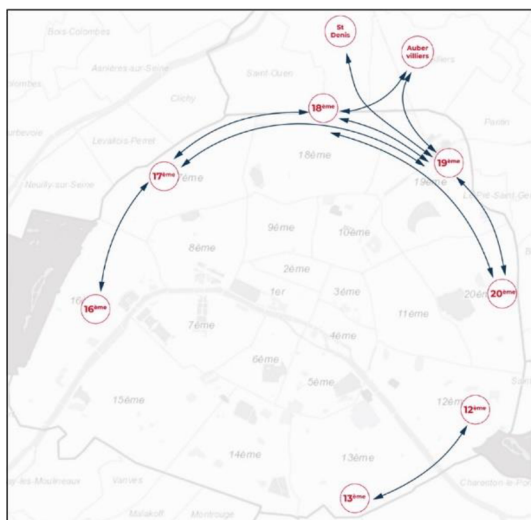 Bois-Colombes
St
Denis
Auber
villiers
Asnières-sur-Seine
Saint-Ouen
Clichy
18ème
Levallois-Perret
Pantin
17ème
18ème
19ème
19ème
Neuilly-sur-Seine
9ème
10ème
8ème
2ème
1er
3ème
20ème
20ème
16ème
11ème
7ème
4ème
6ème
5ème
12ème
12ème
15ème
14ème
13ème
13ème
Vanves
Malakoff
Montrouge